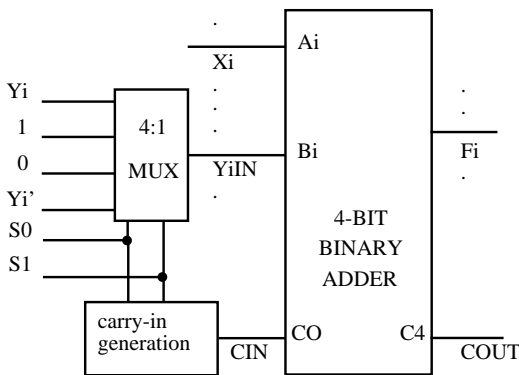 Ai
Xi
Yi
1
0
Yi’
S0
S1
4:1
MUX
YiIN
Bi
Fi
4-BIT
BINARY
ADDER
carry-in
generation
CIN
CO
C4
COUT